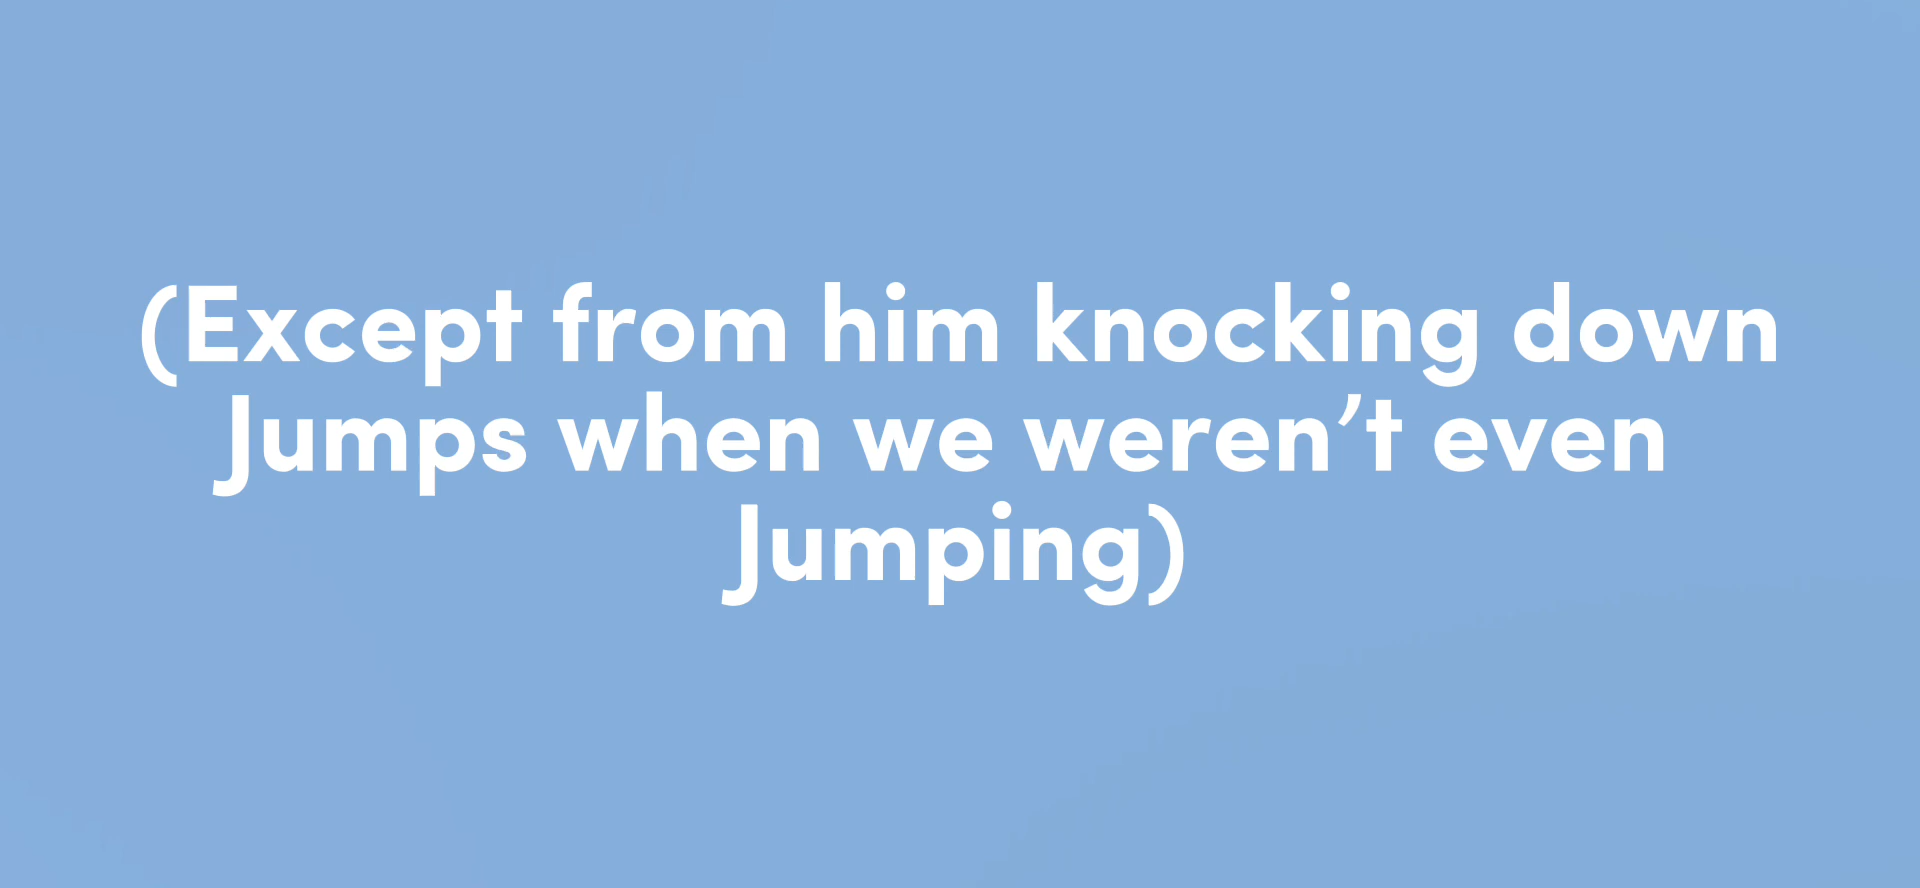 (Except from him knocking down
Jumps when we weren’t even
Jumping)